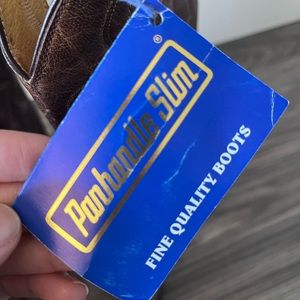 Panhandle Slim ®
FINE QUALITY BOOTS